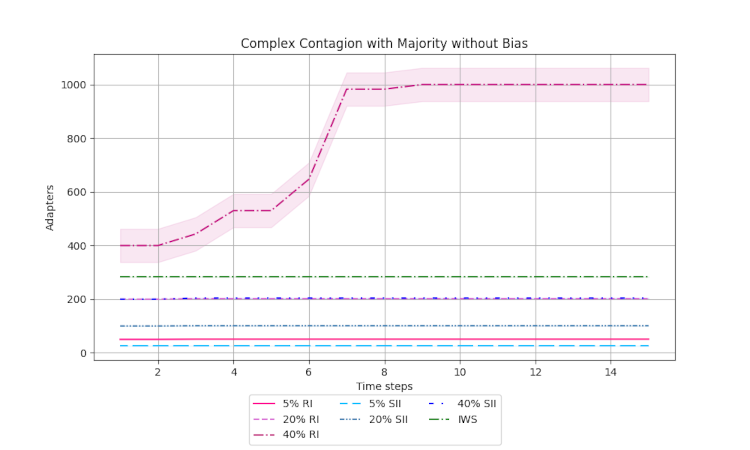 Complex Contagion with Majority without Bias
Adapters
1000
800
600
400
200
0
2 4 6 8 10 12 14
Time steps
5% RI 5% SII 40% SII
20% RI 20% SII IWS
40% RI